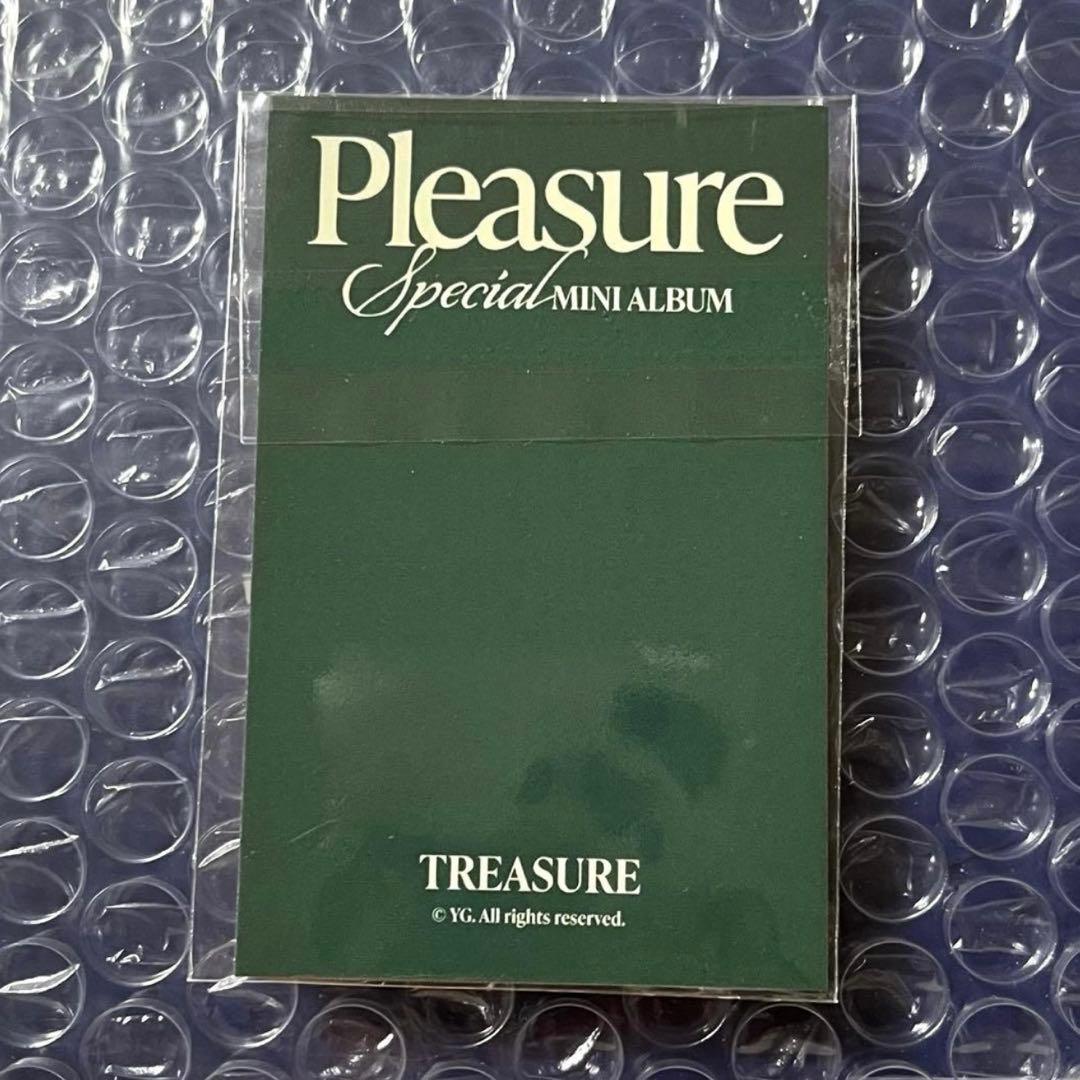 Pleasure
Special MINI ALBUM
TREASURE
© YG. All rights reserved.